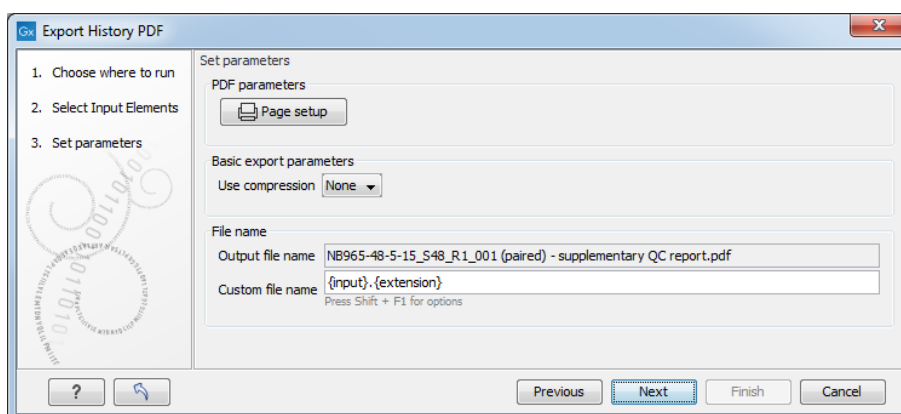 Gx Export History PDF
1. Choose where to run
2. Select Input Elements
3. Set parameters
Set parameters
PDF parameters
Page setup
Basic export parameters
Use compression None
File name
Output file name NB965-48-5-15_S48_R1_001 (paired) - supplementary QC report.pdf
Custom file name {input}.{extension}
Press Shift + F1 for options
? Previous Next Finish Cancel